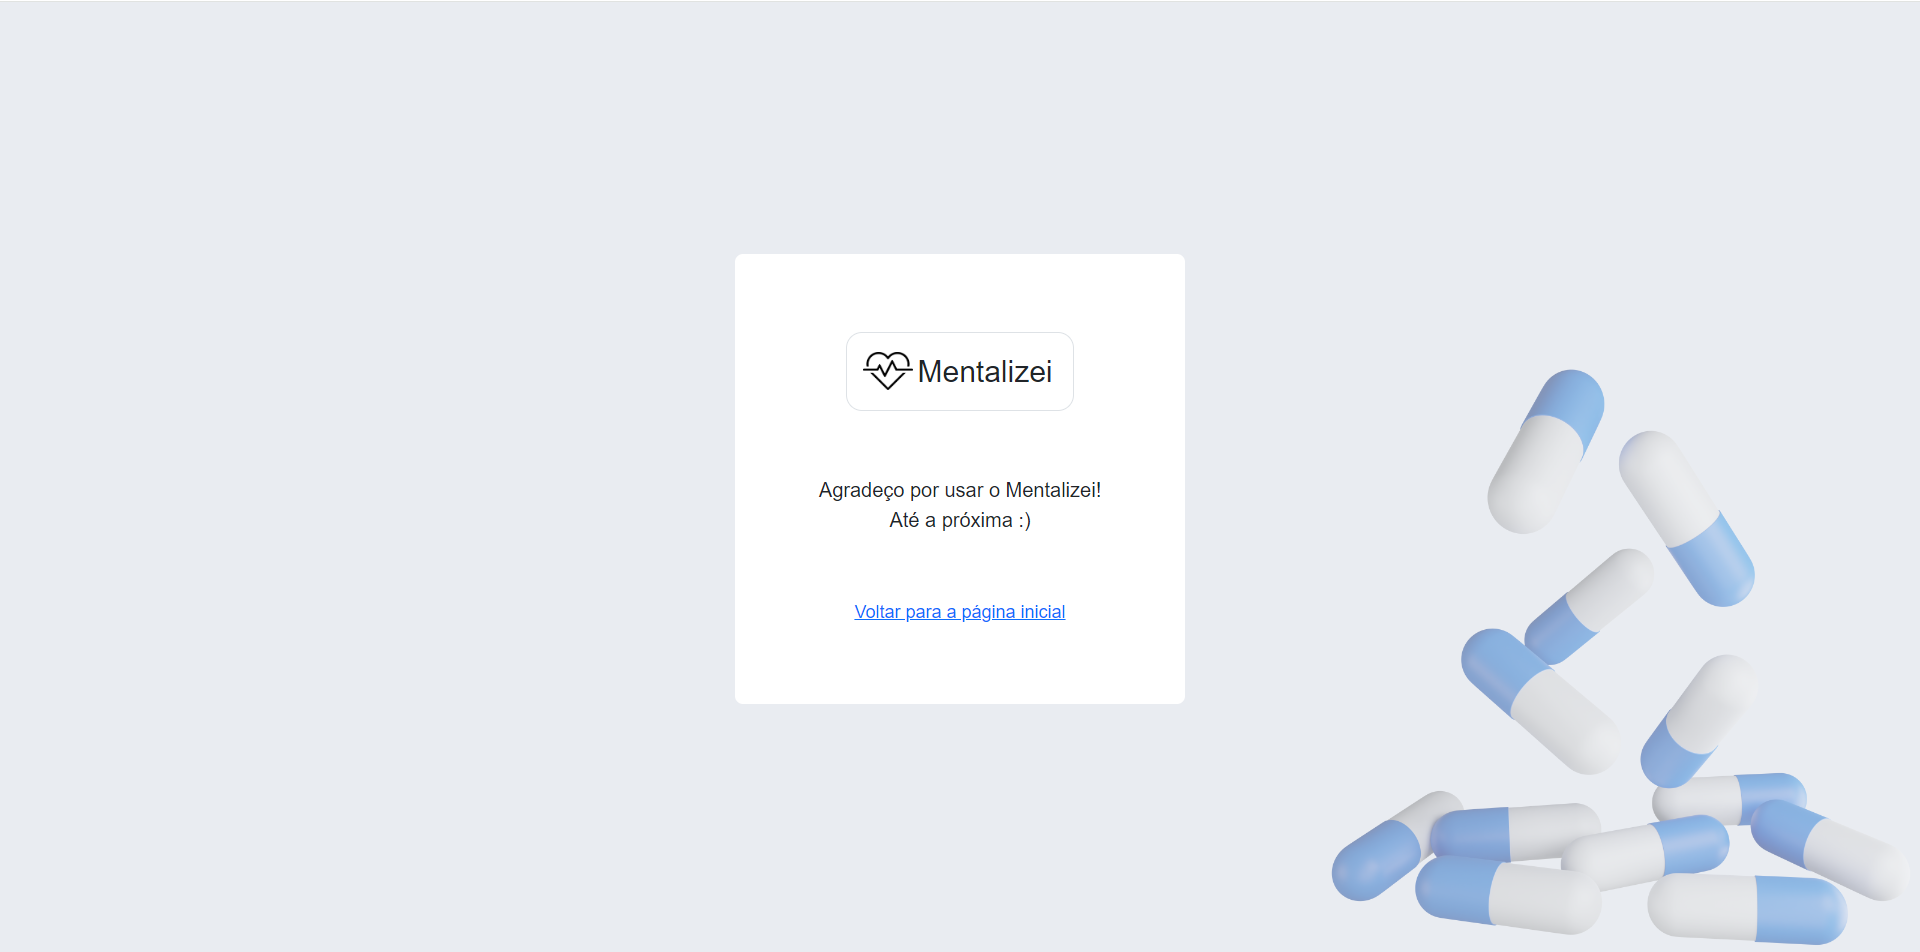 Mentalizei
Agradeço por usar o Mentalizei!
Até a próxima :)
Voltar para a página inicial